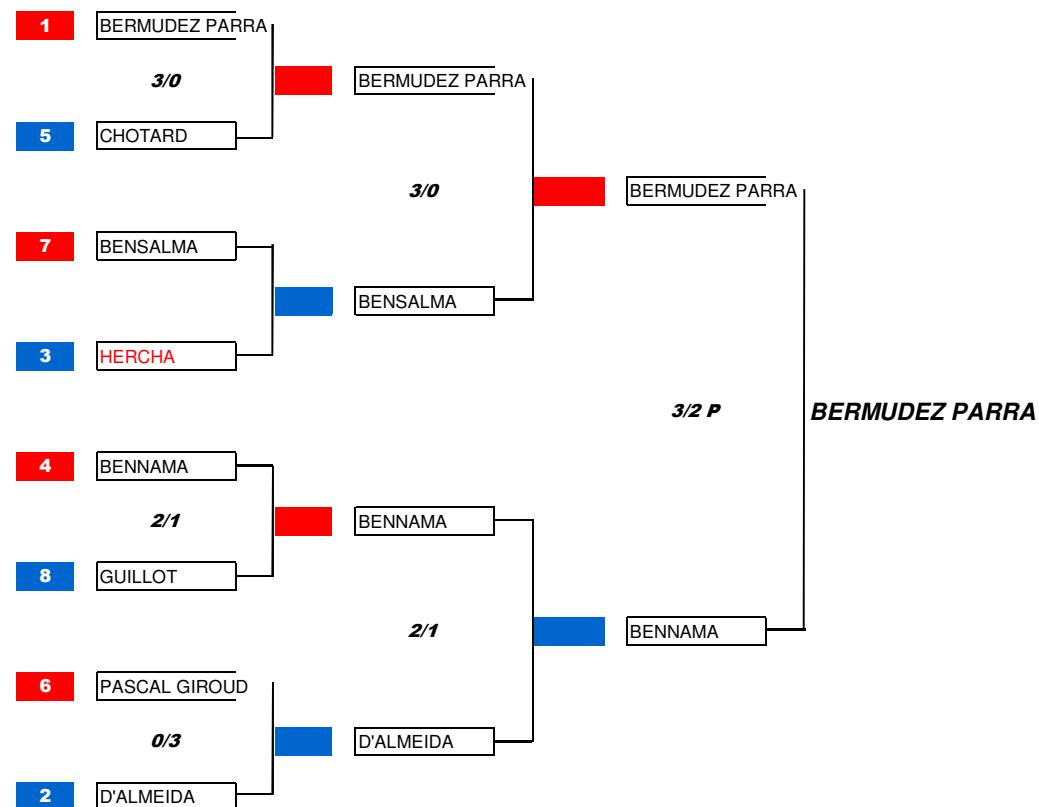 1 BERMUDEZ PARRA
3/0 BERMUDEZ PARRA
5 CHOTARD
3/0 BERMUDEZ PARRA
7 BENSALMA
BENSALMA
3 HERCHA
3/2 P BERMUDEZ PARRA
4 BENNAMA
2/1 BENNAMA
8 GUILLOT
2/1 BENNAMA
6 PASCAL GIROUD
0/3 D'ALMEIDA
2 D'ALMEIDA